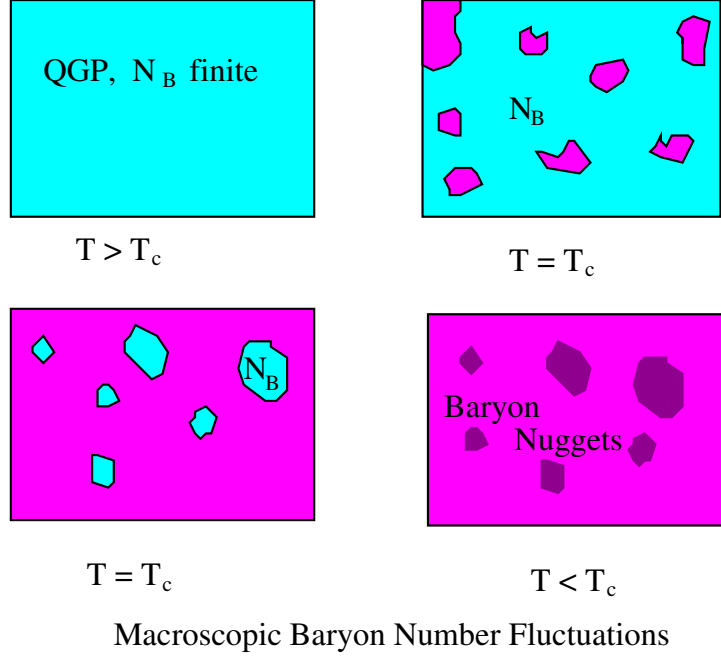 QGP, N_B finite
N_B
T > T_c
T = T_c
N_B
Baryon
Nuggets
T = T_c
T < T_c
Macroscopic Baryon Number Fluctuations